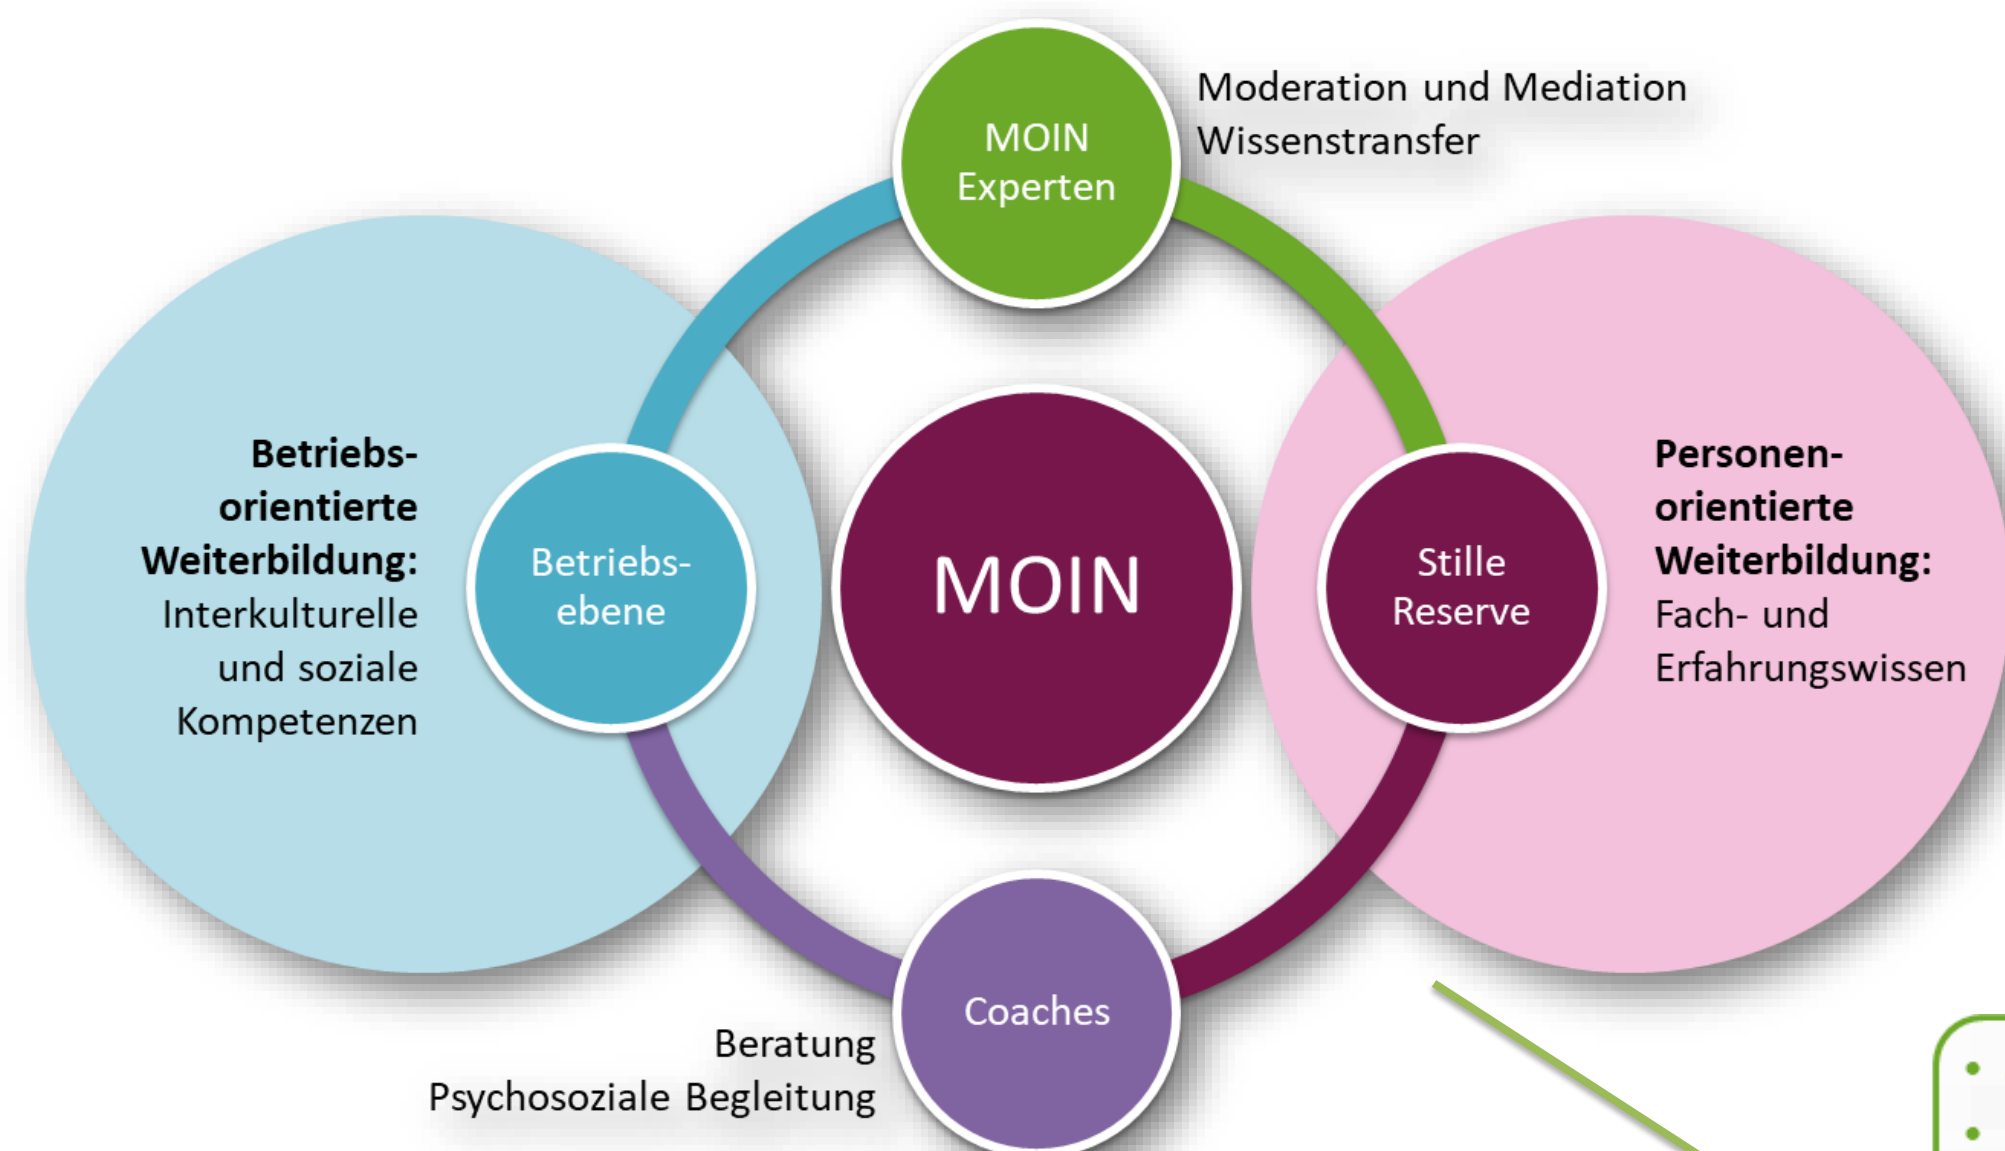 MOIN
Experten
Moderation und Mediation
Wissenstransfer
Betriebs-
orientierte
Weiterbildung:
Interkulturelle
und soziale
Kompetenzen
Betriebs-
ebene
MOIN
Stille
Reserve
Personen-
orientierte
Weiterbildung:
Fach- und
Erfahrungswissen
Coaches
Beratung
Psychosoziale Begleitung